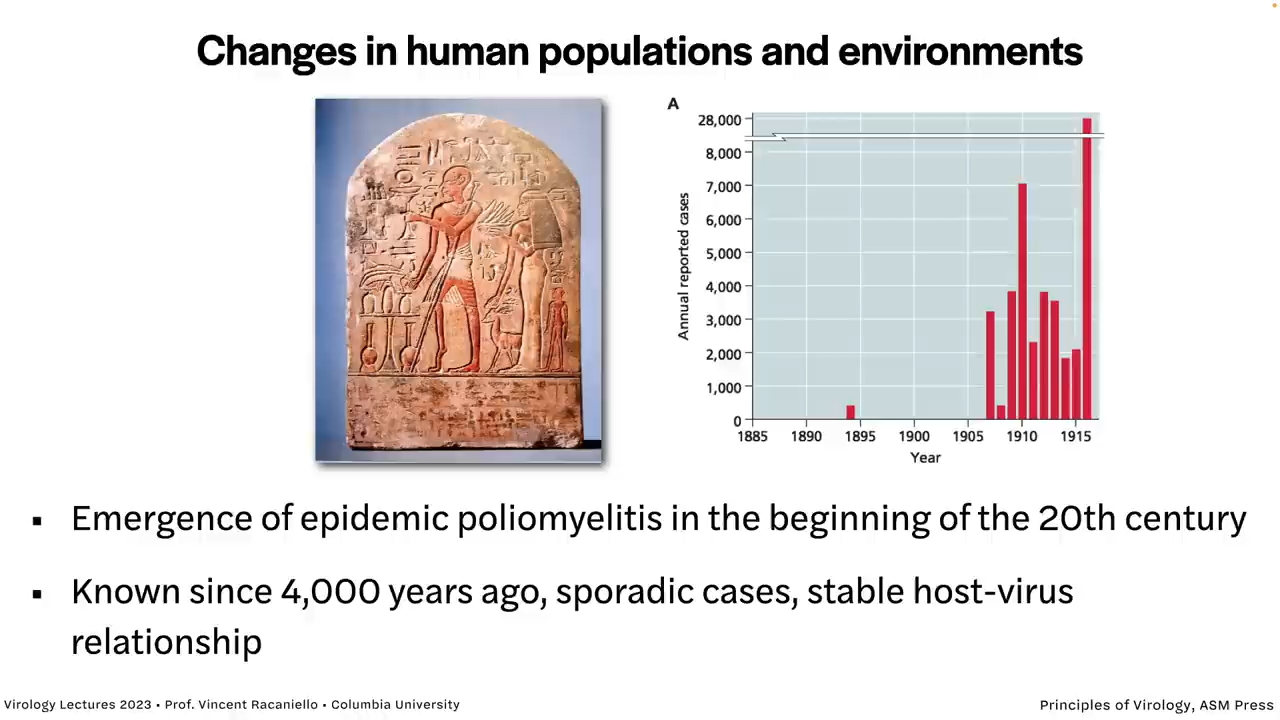 Changes in human populations and environments
A
28,000
8,000
7,000
6,000
5,000
4,000
3,000
2,000
1,000
0
Annual reported cases
1885 1890 1895 1900 1905 1910 1915
Year
▪ Emergence of epidemic poliomyelitis in the beginning of the 20th century
▪ Known since 4,000 years ago, sporadic cases, stable host-virus
relationship
Virology Lectures 2023 • Prof. Vincent Racaniello • Columbia University
Principles of Virology, ASM Press